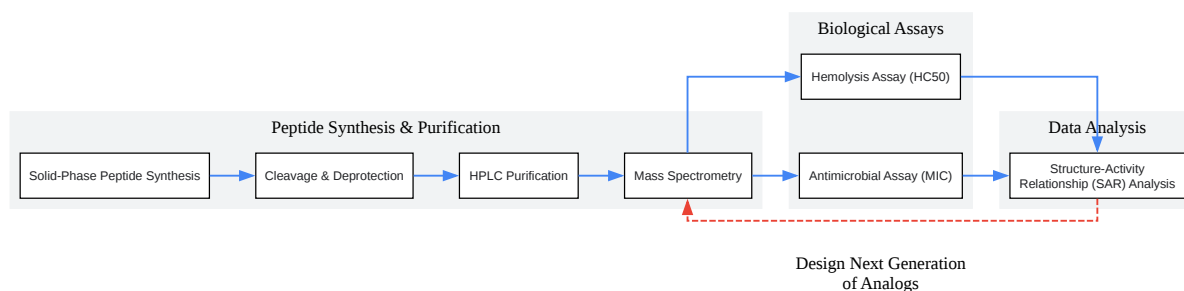 Biological Assays
Hemolysis Assay (HC50)
Peptide Synthesis & Purification
Data Analysis
Solid-Phase Peptide Synthesis
Cleavage & Deprotection
HPLC Purification
Mass Spectrometry
Antimicrobial Assay (MIC)
Structure-Activity
Relationship (SAR) Analysis
Design Next Generation
of Analogs